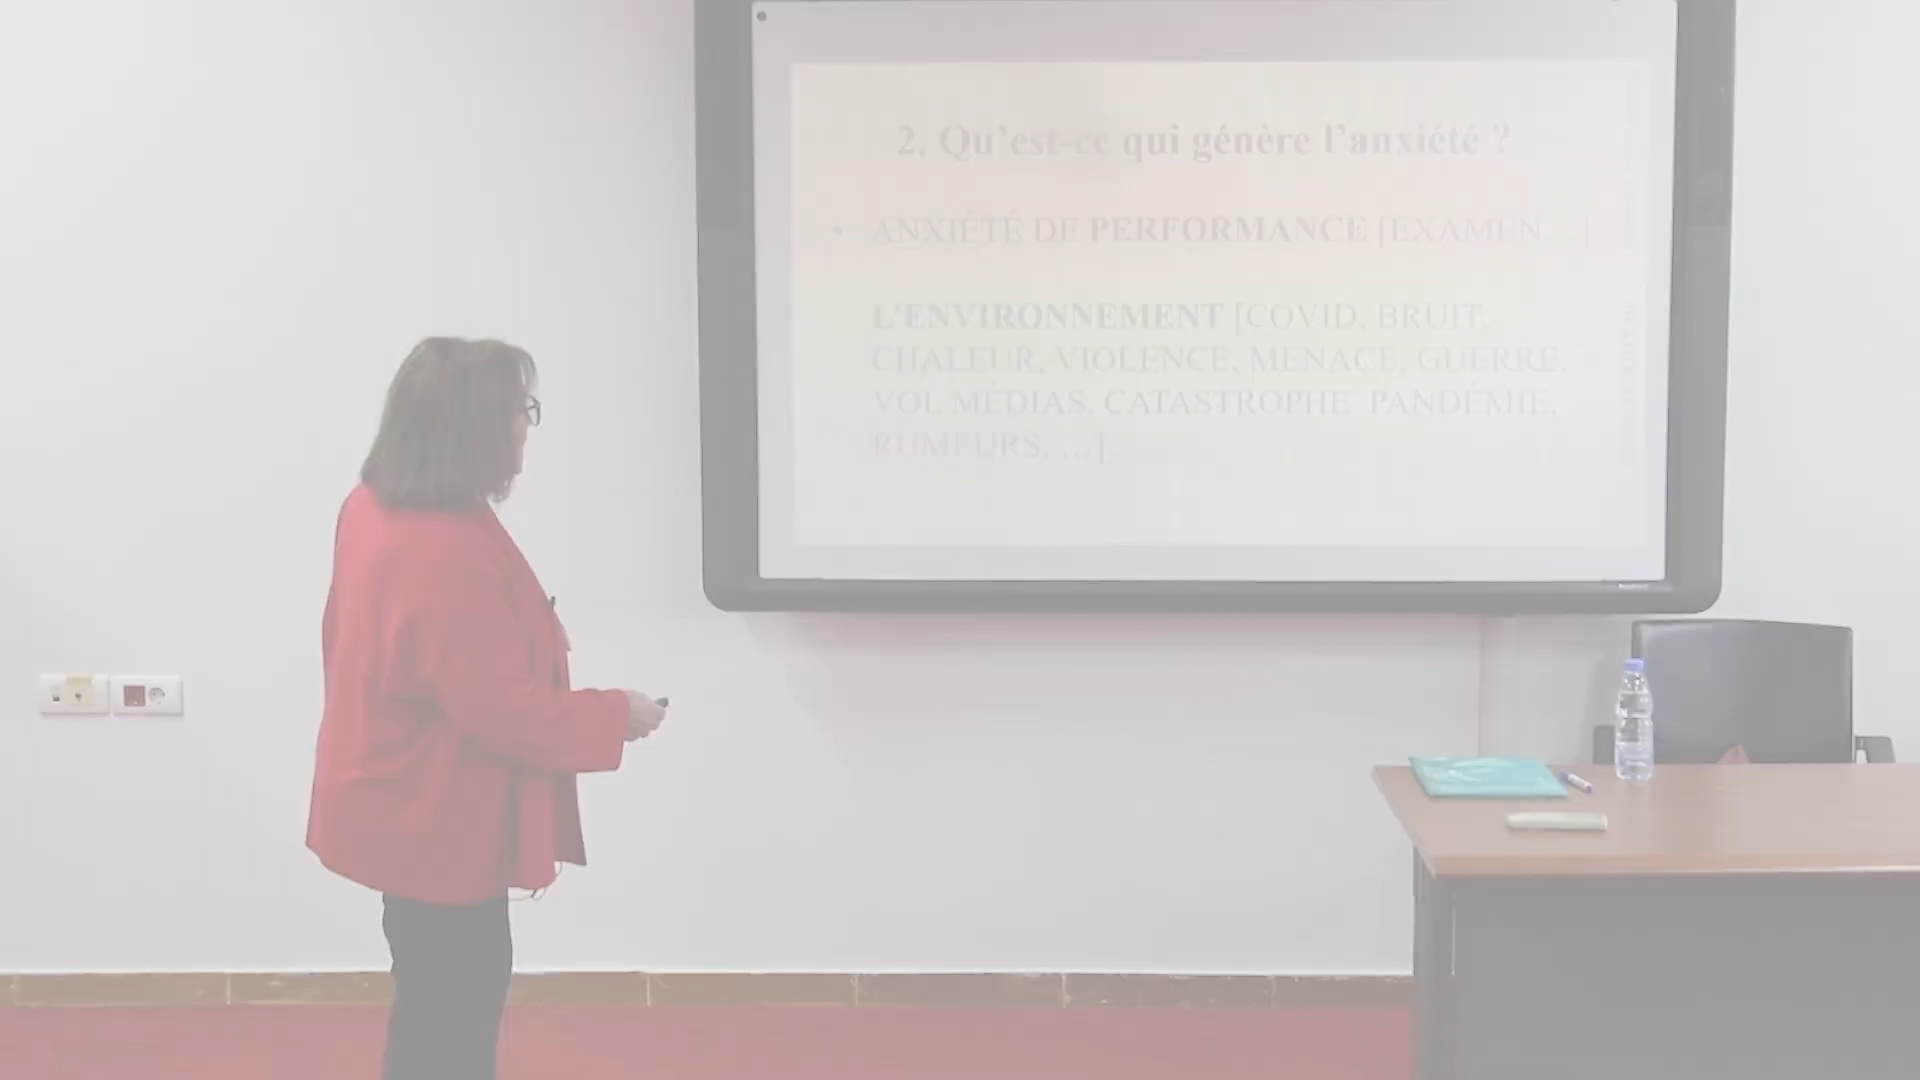 2. Qu'est-ce qui génère l'anxiété ?
• ANXIÉTÉ DE PERFORMANCE [EXAMEN…]
L'ENVIRONNEMENT [COVID, BRUIT,
CHALEUR, VIOLENCE, MENACE, GUERRE,
VOL MÉDIAS, CATASTROPHE PANDÉMIE,
RUMEURS, …],